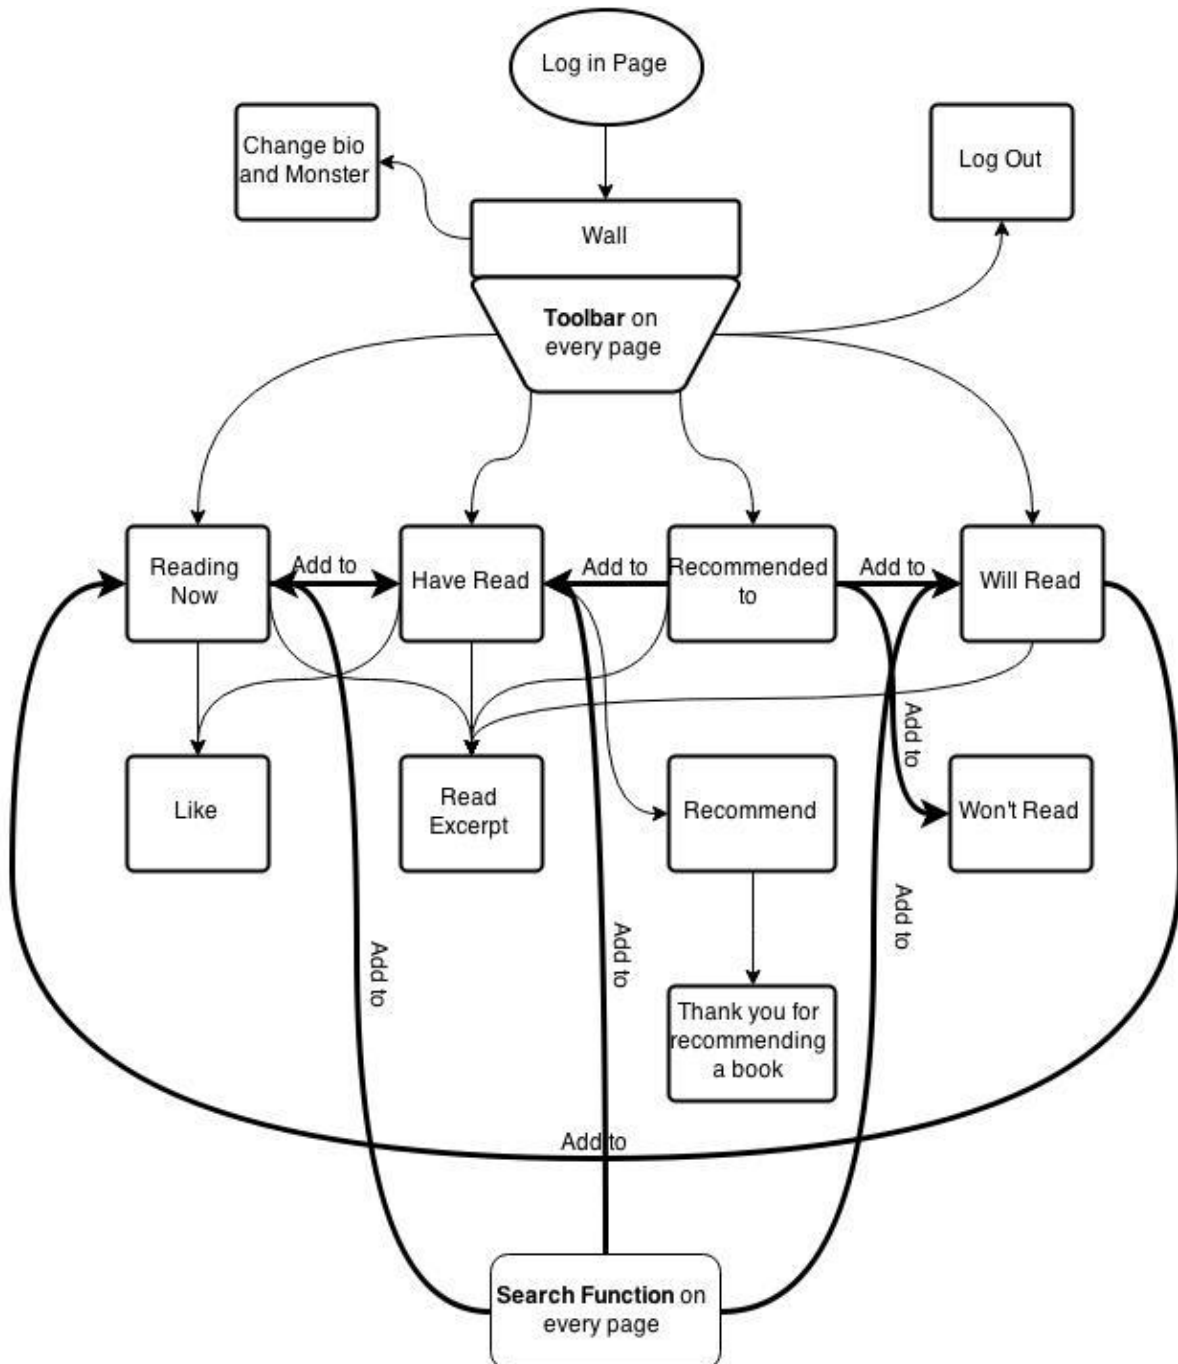 Log in Page
Change bio
and Monster
Log Out
Wall
Toolbar on
every page
Reading
Now
Add to
Have Read
Add to
Recommended
to
Add to
Will Read
Add to
Like
Read
Excerpt
Recommend
Won't Read
Add to
Add to
Add to
Thank you for
recommending
a book
Add to
Search Function on
every page